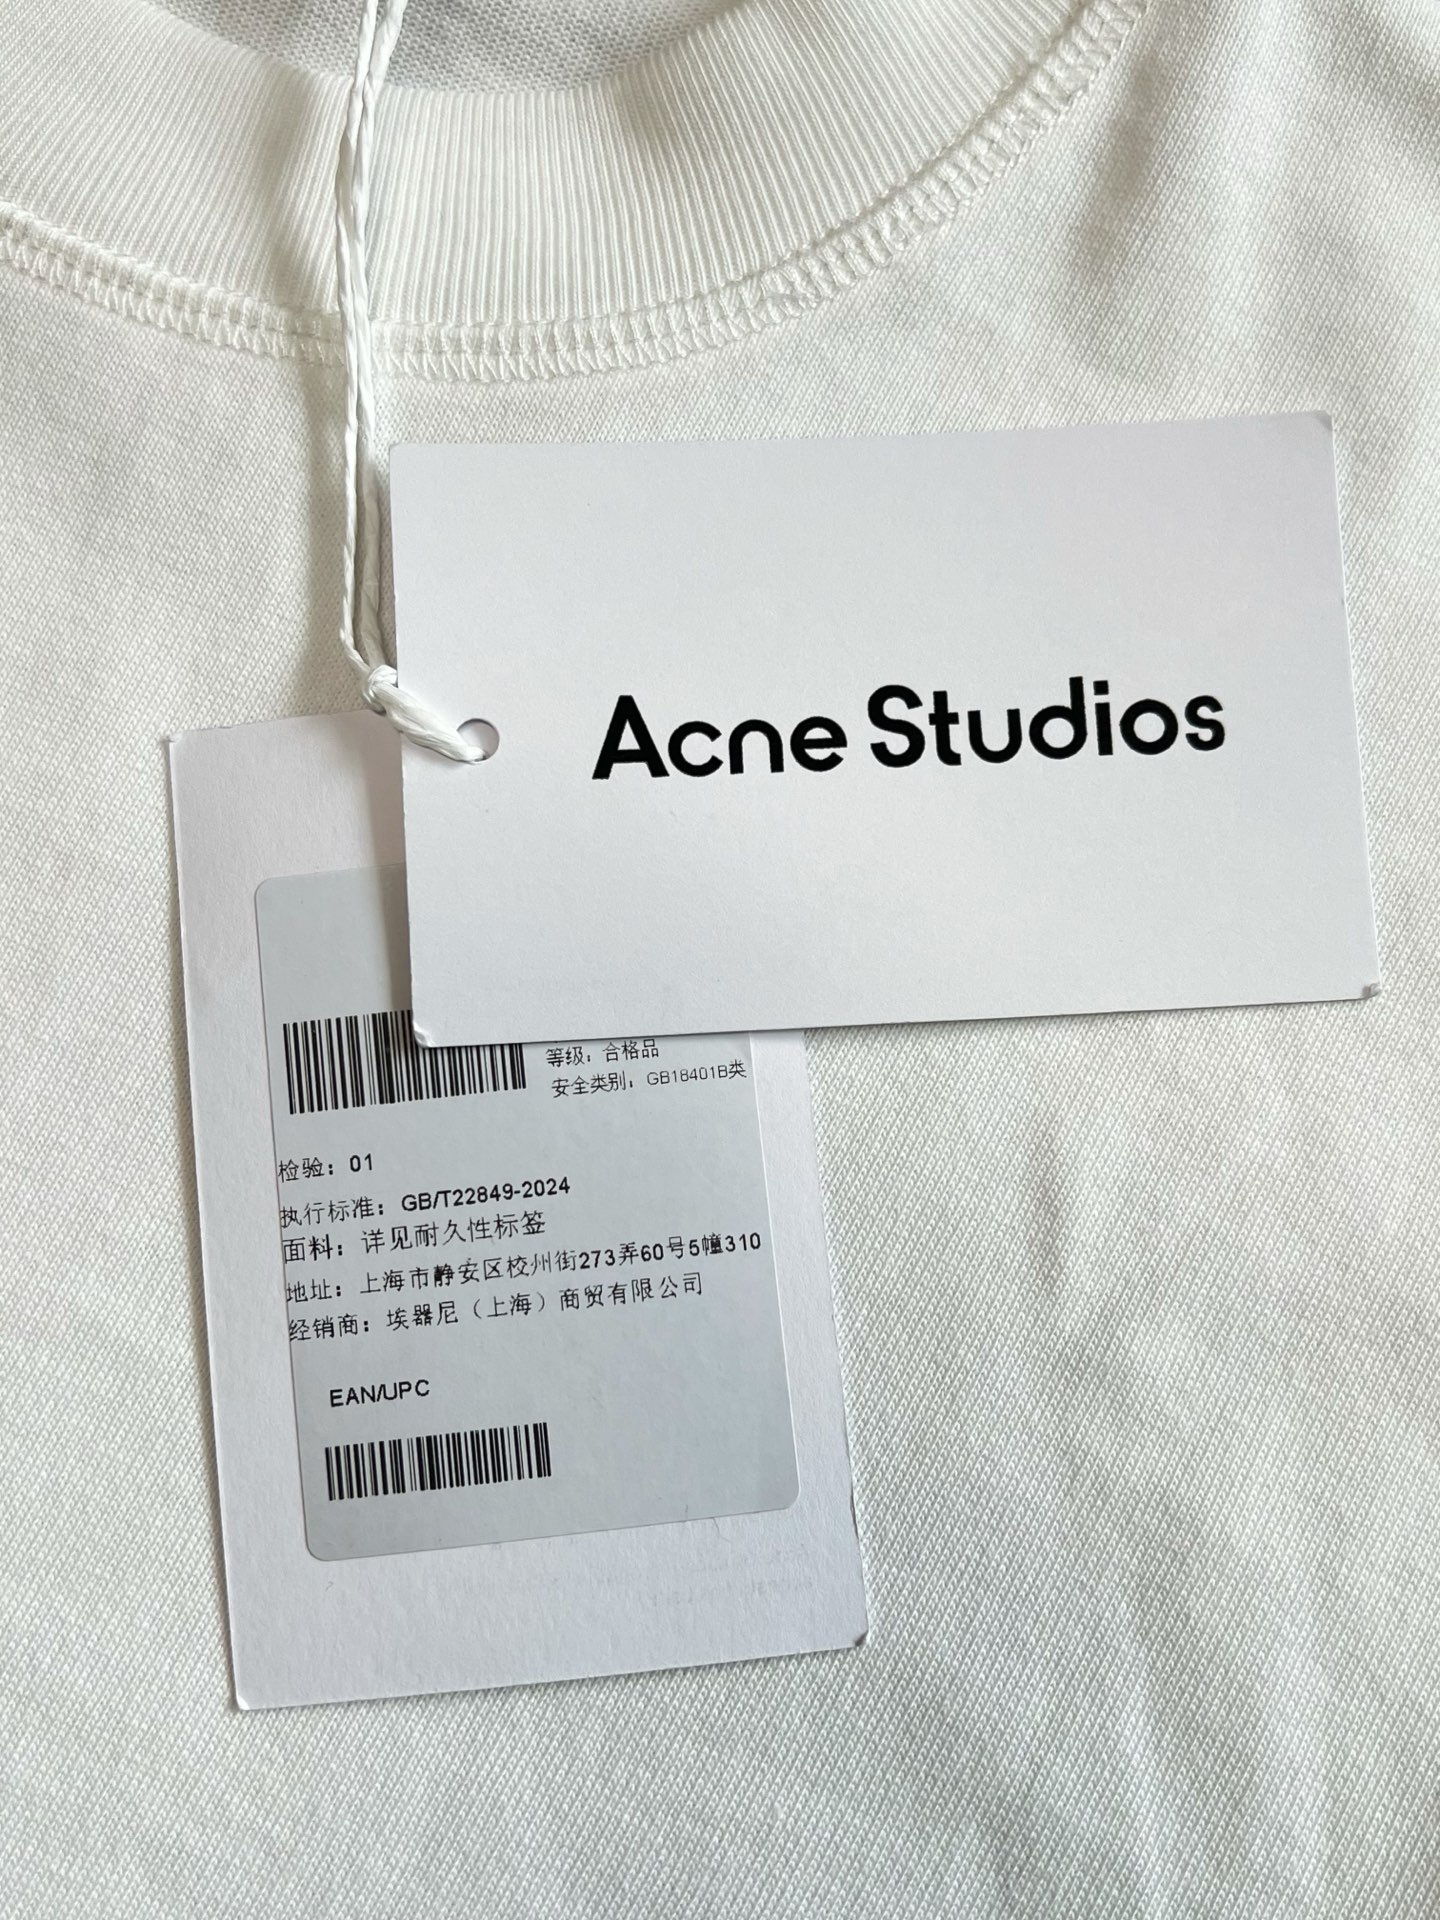 Acne Studios
等级：合格品
安全类别：GB18401B类
检验：01
执行标准：GB/T22849-2024
面料：详见耐久性标签
地址：上海市静安区校州街273弄60号5幢310
经销商：埃器尼（上海）商贸有限公司
EAN/UPC